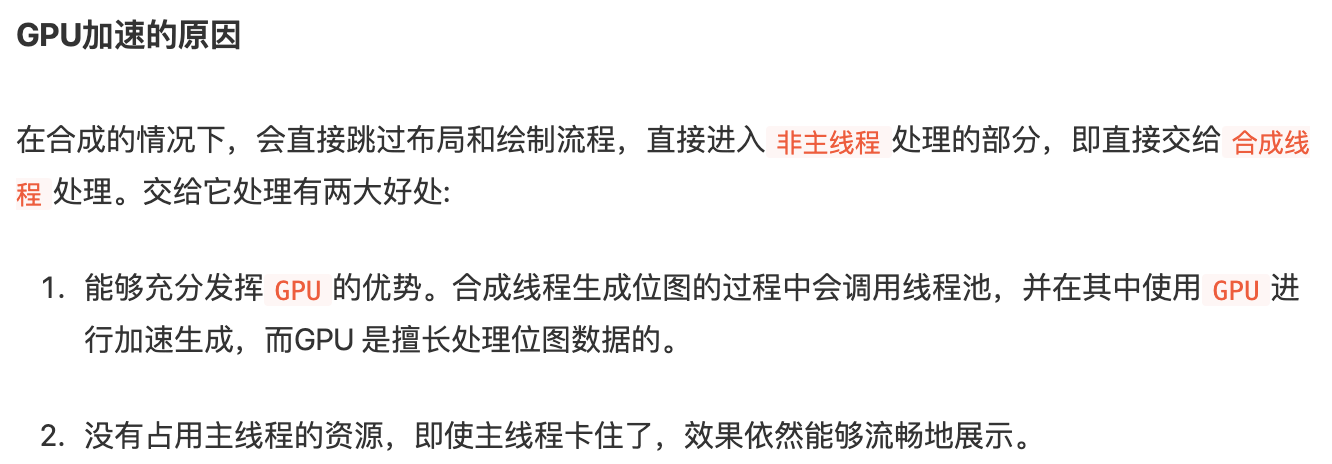 GPU加速的原因
在合成的情况下，会直接跳过布局和绘制流程，直接进入 非主线程 处理的部分，即直接交给 合成线
程 处理。交给它处理有两大好处:
1. 能够充分发挥 GPU 的优势。合成线程生成位图的过程中会调用线程池，并在其中使用 GPU 进
行加速生成，而GPU 是擅长处理位图数据的。
2. 没有占用主线程的资源，即使主线程卡住了，效果依然能够流畅地展示。